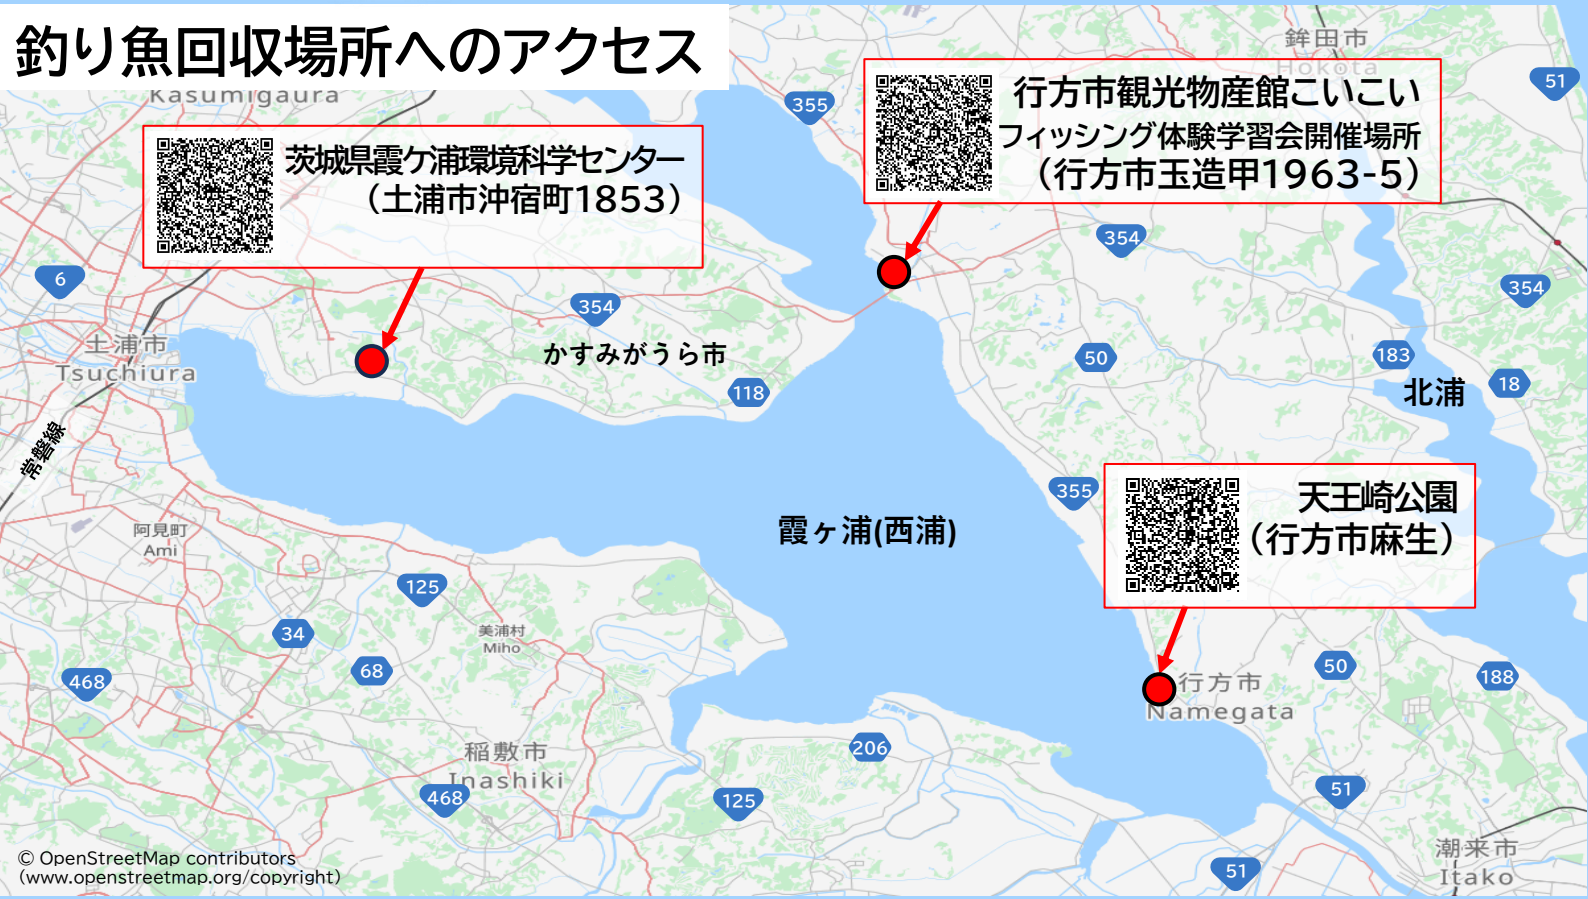 釣り魚回収場所へのアクセス
Kasumigaura
茨城県霞ケ浦環境科学センター
（土浦市沖宿町1853）
行方市観光物産館こいこい
フィッシング体験学習会開催場所
（行方市玉造甲1963-5）
鉾田市
Hokota
51
355
354
6
354
354
土浦市
Tsuchiura
かすみがうら市
118
50
183
18
北浦
常磐線
355
天王崎公園
（行方市麻生）
霞ヶ浦(西浦)
阿見町
Ami
125
34
68
468
美浦村
Miho
50
188
行方市
Namegata
稲敷市
Inashiki
468
206
125
51
51
潮来市
Itako
© OpenStreetMap contributors
(www.openstreetmap.org/copyright)